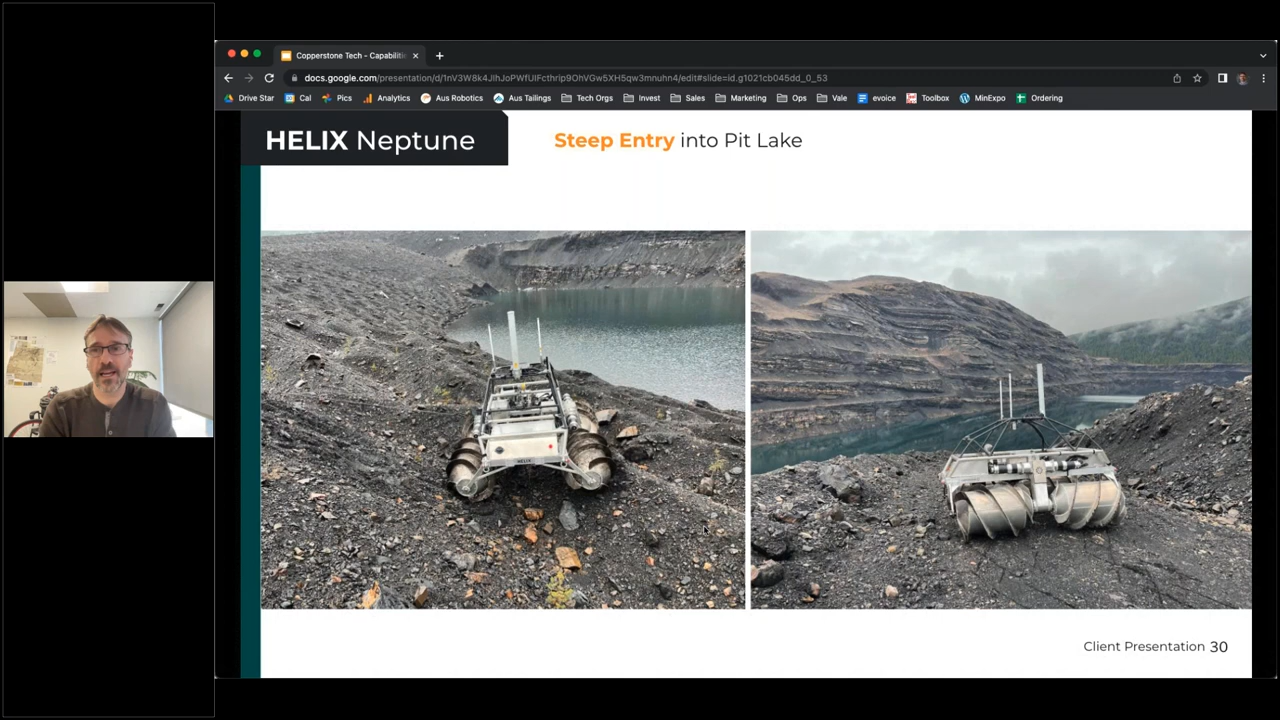 Copperstone Tech - Capabiliti
docs.google.com/presentation/d/1nV3W8k4JlhJoPWfUIFcthrip9OhVGw5XH5qw3mnuhn4/edit#slide=id.g1021cb045dd_0_53
Drive Star Cal Pics Analytics Aus Robotics Aus Tailings Tech Orgs Invest Sales Marketing Ops Vale evoice Toolbox MinExpo Ordering
HELIX Neptune
Steep Entry into Pit Lake
HELIX
Client Presentation 30